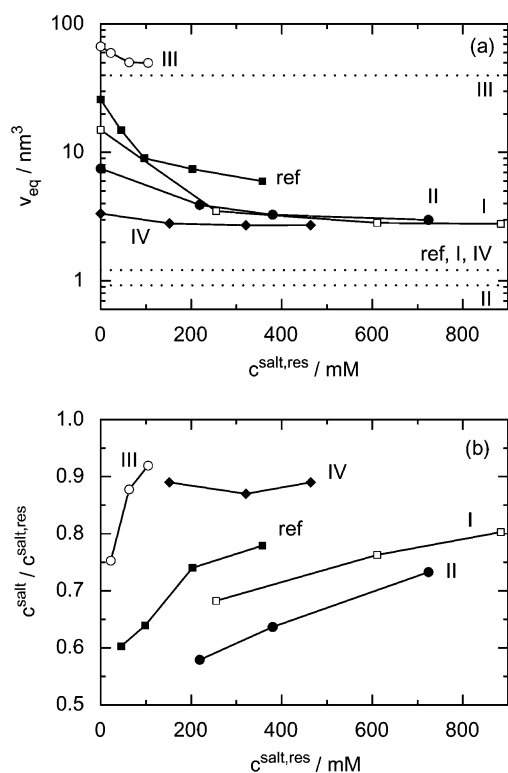 (a)
100
III
III
10
v_eq / nm³
ref
II
I
IV
ref, I, IV
1
II
0 200 400 600 800
c^salt,res / mM
1.0
(b)
III
0.9
IV
ref
I
0.8
c^salt / c^salt,res
0.7
II
0.6
0.5
0 200 400 600 800
c^salt,res / mM